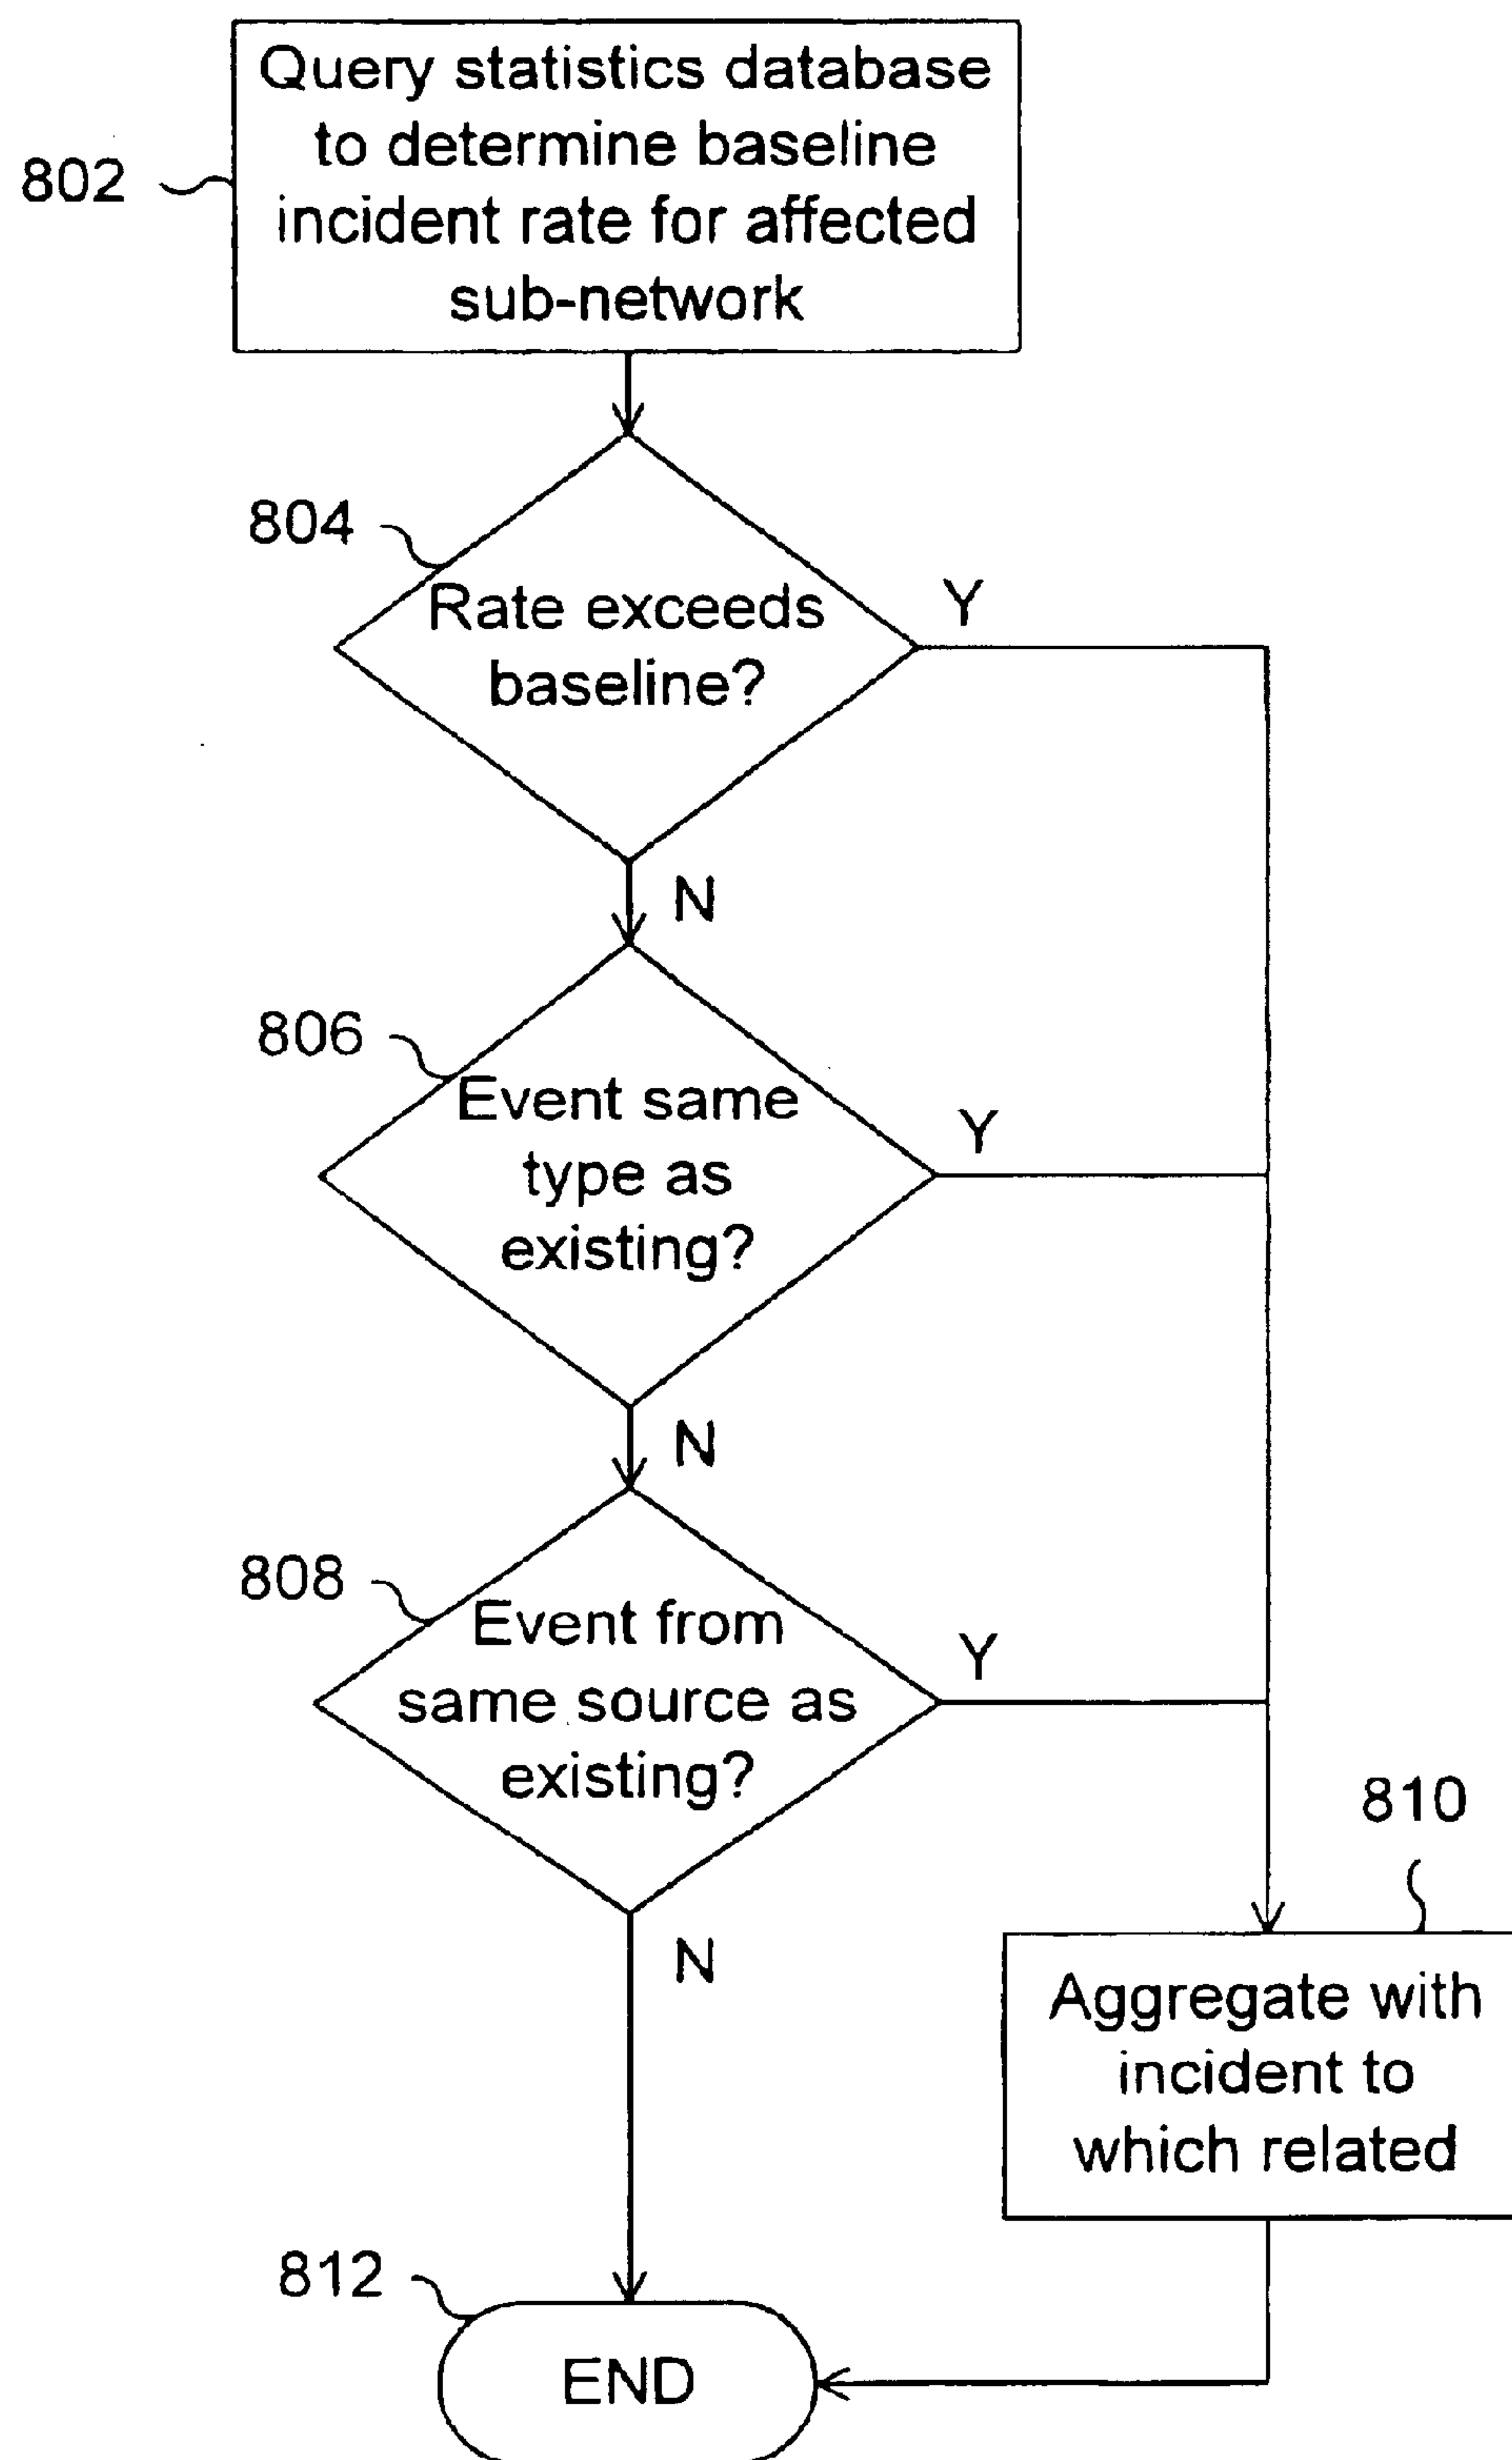 Query statistics database
to determine baseline
incident rate for affected
sub-network
802
804
Rate exceeds
baseline?
Y
N
806
Event same
type as
existing?
Y
N
808
Event from
same source as
existing?
Y
N
810
Aggregate with
incident to
which related
812
END